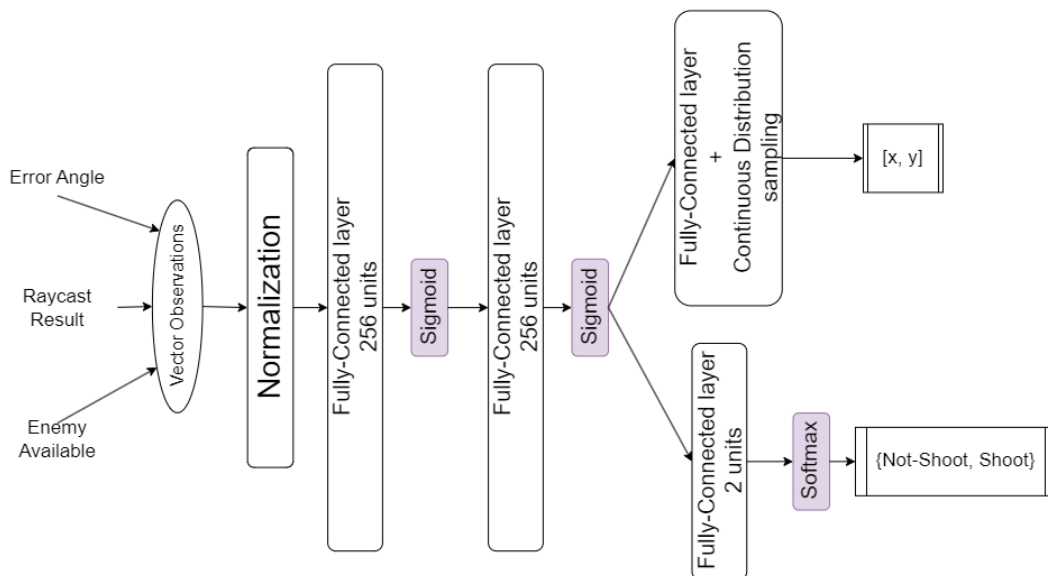 Error Angle
Raycast
Result
Enemy
Available
Vector Observations
Normalization
Fully-Connected layer
256 units
Sigmoid
Fully-Connected layer
256 units
Sigmoid
Fully-Connected layer
+
Continuous Distribution
sampling
[x, y]
Fully-Connected layer
2 units
Softmax
{Not-Shoot, Shoot}